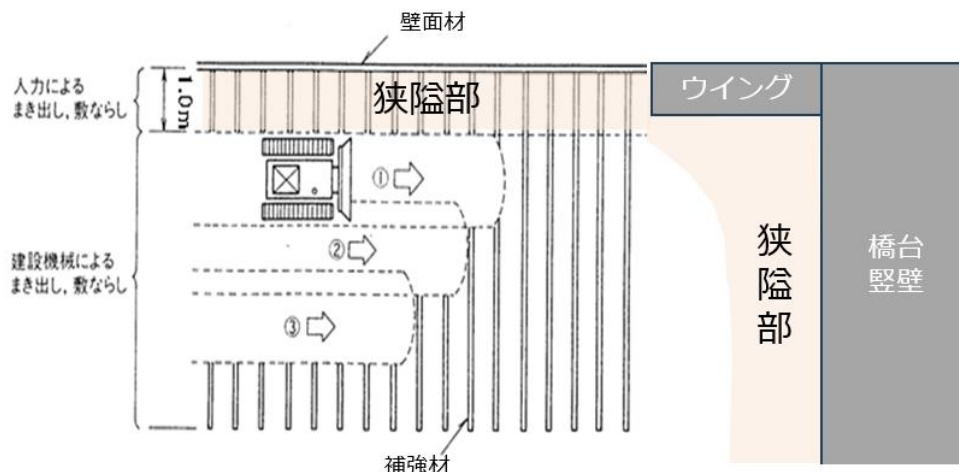 壁面材
人力による
まき出し，敷ならし
1.0m
狭隘部
ウイング
①
②
③
建設機械による
まき出し，敷ならし
狭
隘
部
橋台
竪壁
補強材